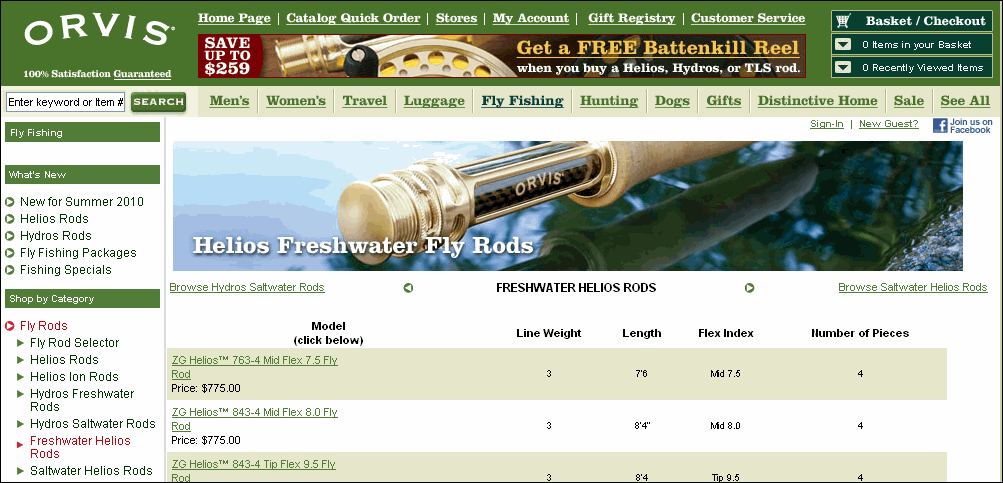 ORVIS
100% Satisfaction Guaranteed
Home Page | Catalog Quick Order | Stores | My Account | Gift Registry | Customer Service
SAVE
UP TO
$259
Get a FREE Battenkill Reel
when you buy a Helios, Hydros, or TLS rod.
Basket / Checkout
0 Items in your Basket
0 Recently Viewed Items
Enter keyword or Item #
SEARCH
Men's Women's Travel Luggage Fly Fishing Hunting Dogs Gifts Distinctive Home Sale See All
Sign-In | New Guest?
Join us on
Facebook
Fly Fishing
What's New
New for Summer 2010
Helios Rods
Hydros Rods
Fly Fishing Packages
Fishing Specials
Shop by Category
Fly Rods
Fly Rod Selector
Helios Rods
Helios Ion Rods
Hydros Freshwater
Rods
Hydros Saltwater Rods
Freshwater Helios
Rods
Saltwater Helios Rods
ORVIS
Helios Freshwater Fly Rods
Browse Hydros Saltwater Rods FRESHWATER HELIOS RODS Browse Saltwater Helios Rods
Model
(click below) Line Weight Length Flex Index Number of Pieces
ZG Helios™ 763-4 Mid Flex 7.5 Fly
Rod 3 7'6 Mid 7.5 4
Price: $775.00
ZG Helios™ 843-4 Mid Flex 8.0 Fly
Rod 3 8'4" Mid 8.0 4
Price: $775.00
ZG Helios™ 843-4 Tip Flex 9.5 Fly
Rod 3 8'4 Tip 9.5 4